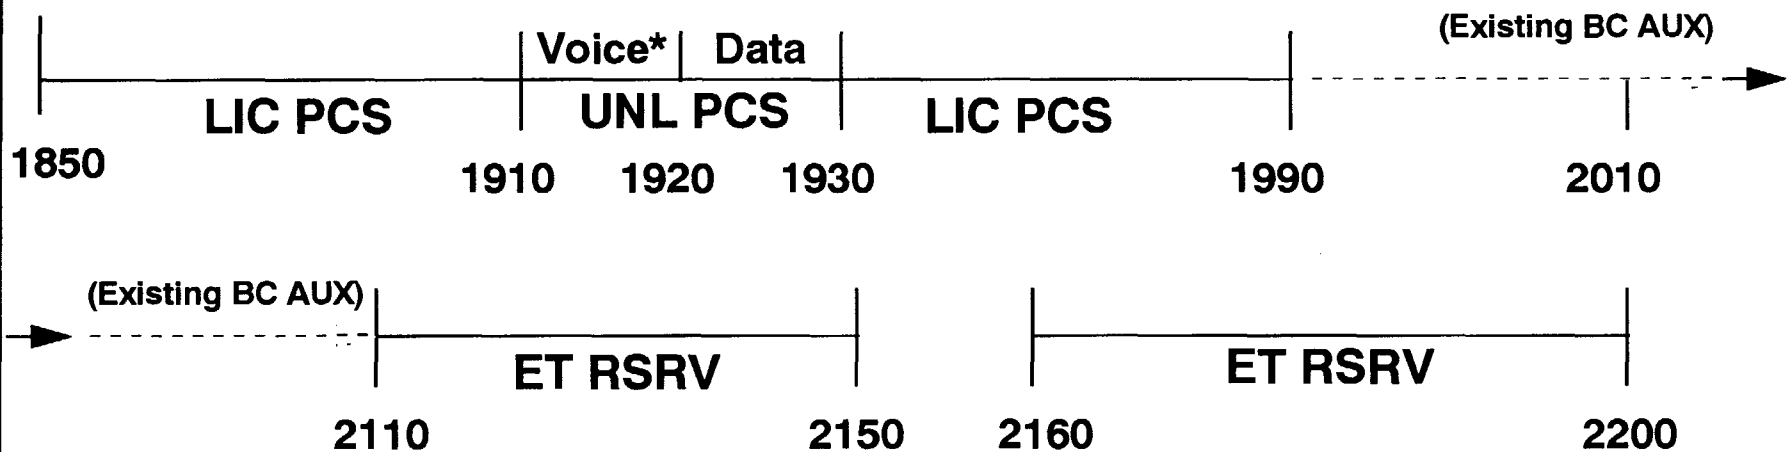 (Existing BC AUX)
Voice* Data
LIC PCS UNL PCS LIC PCS
1850 1910 1920 1930 1990 2010
(Existing BC AUX)
ET RSRV ET RSRV
2110 2150 2160 2200